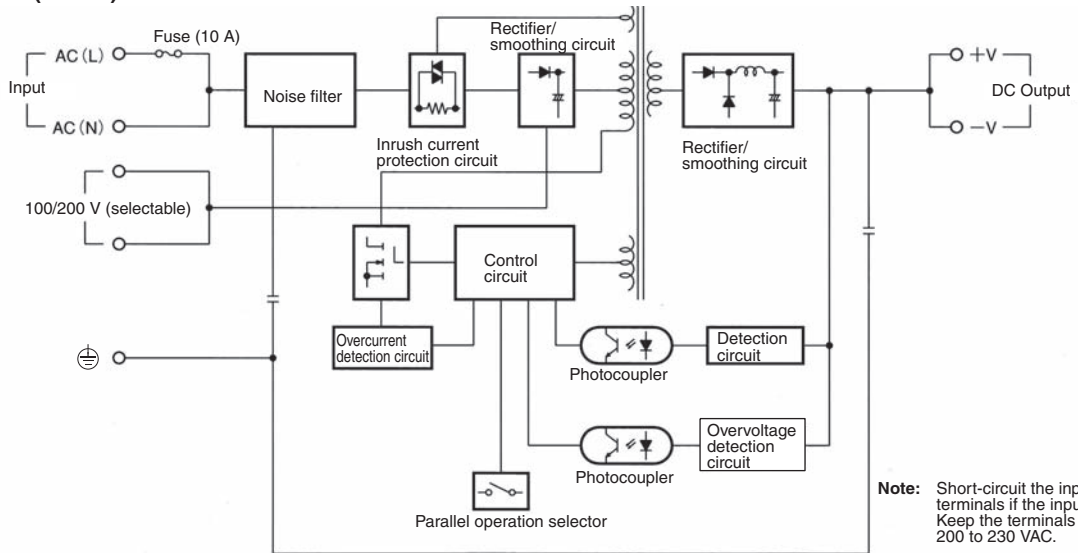 Fuse (10 A)
AC (L)
Input
AC (N)
Noise filter
Inrush current
protection circuit
Rectifier/
smoothing circuit
Rectifier/
smoothing circuit
+V
DC Output
−V
100/200 V (selectable)
Control
circuit
Overcurrent
detection circuit
Photocoupler
Detection
circuit
Photocoupler
Overvoltage
detection
circuit
Parallel operation selector
Note: Short-circuit the
terminals if the
Keep the terminals
200 to 230 VAC.